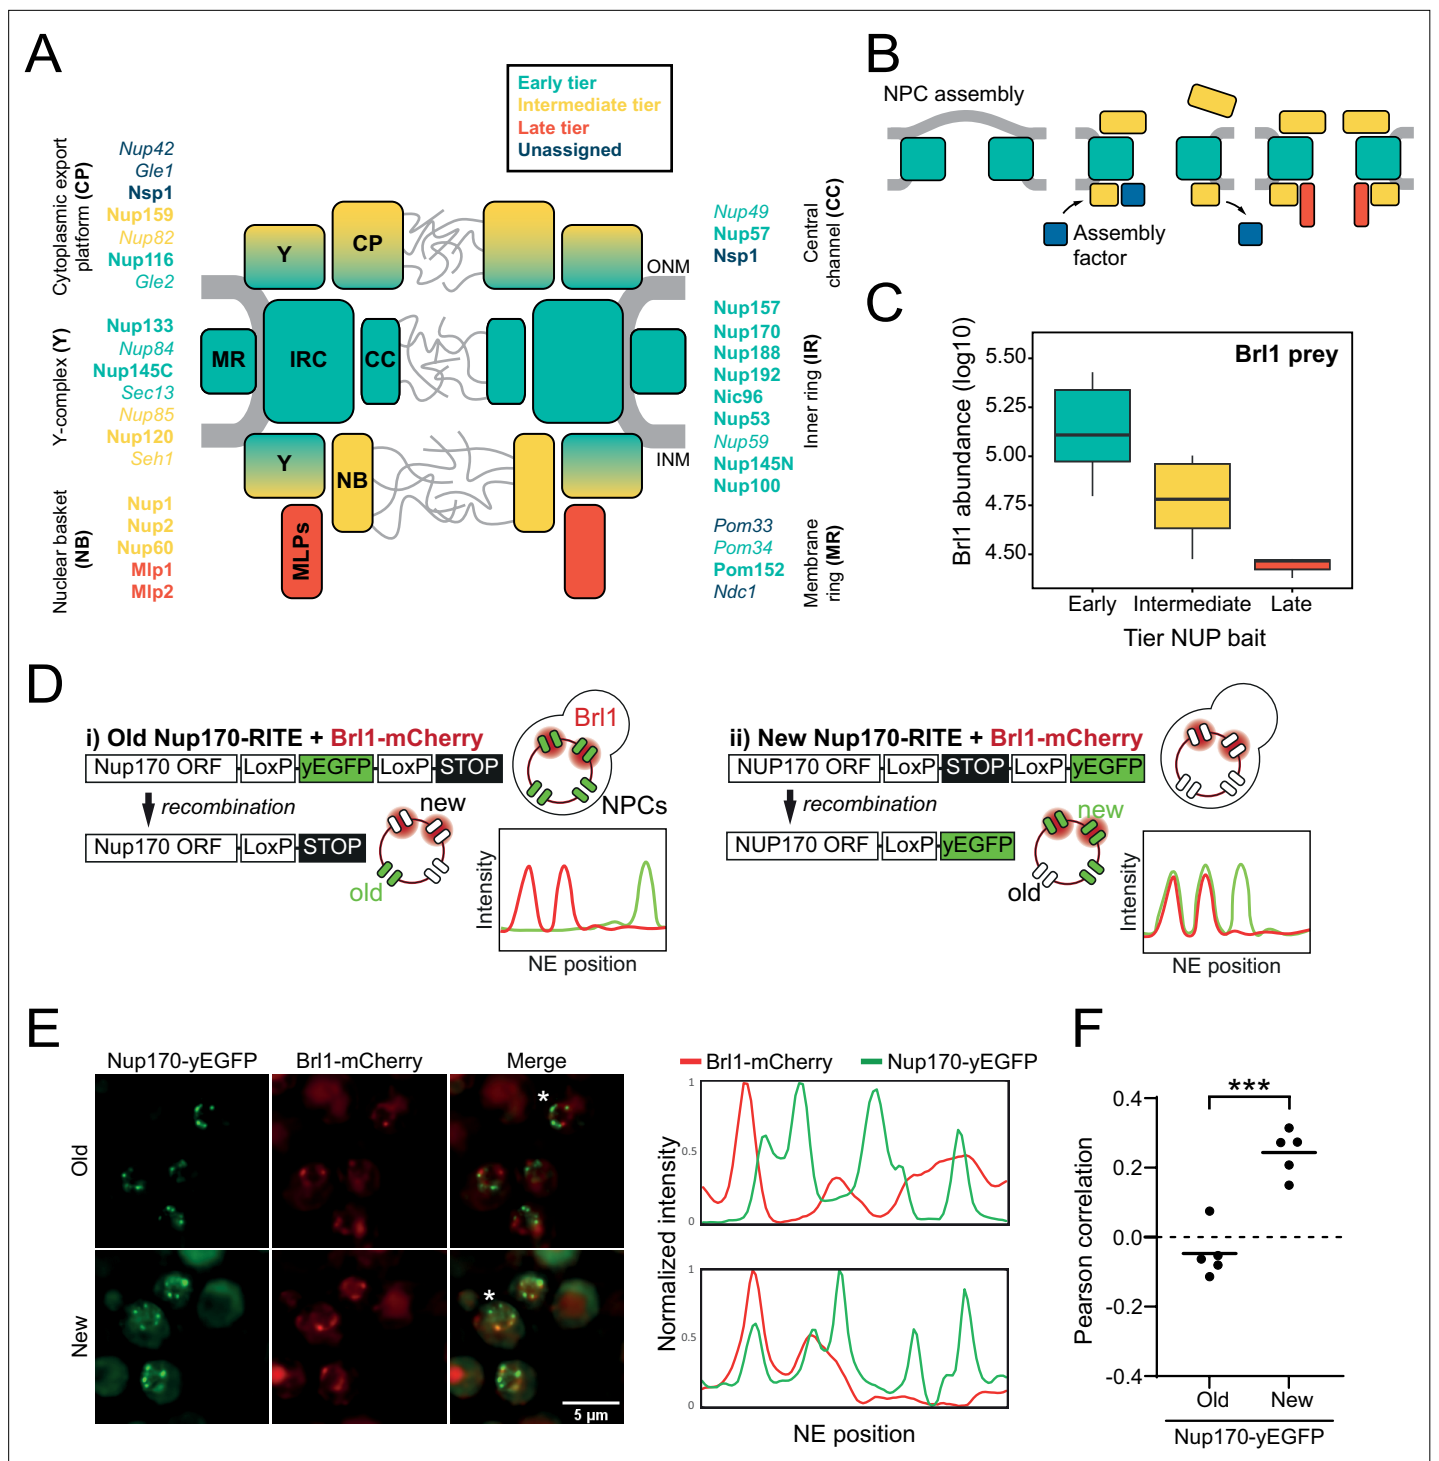 A
Early tier
Intermediate tier
Late tier
Unassigned
Cytoplasmic export
platform (CP)
Nup42
Gle1
Nsp1
Nup159
Nup82
Nup116
Gle2
Y-complex (Y)
Nup133
Nup84
Nup145C
Sec13
Nup85
Nup120
Seh1
Nuclear basket
(NB)
Nup1
Nup2
Nup60
Mlp1
Mlp2
Y
CP
MR
IRC
CC
Y
NB
MLPs
ONM
INM
Nup49
Nup57
Nsp1
Central
channel (CC)
Nup157
Nup170
Nup188
Nup192
Nic96
Nup53
Nup59
Nup145N
Nup100
Inner ring (IR)
Pom33
Pom34
Pom152
Ndc1
Membrane
ring (MR)
B
NPC assembly
Assembly
factor
C
Brl1 prey
Brl1 abundance (log10)
5.50
5.25
5.00
4.75
4.50
Early Intermediate Late
Tier NUP bait
D
i) Old Nup170-RITE + Brl1-mCherry
Nup170 ORF LoxP yEGFP LoxP STOP
recombination
Nup170 ORF LoxP STOP
new
old
Brl1
NPCs
Intensity
NE position
ii) New Nup170-RITE + Brl1-mCherry
NUP170 ORF LoxP STOP LoxP yEGFP
recombination
NUP170 ORF LoxP yEGFP
new
old
Intensity
NE position
E
Nup170-yEGFP Brl1-mCherry Merge
Old
New
*
*
5 µm
Brl1-mCherry Nup170-yEGFP
Normalized intensity
1
0.5
0
1
0.5
0
NE position
F
Pearson correlation
***
0.4
0.2
0.0
-0.2
-0.4
Old New
Nup170-yEGFP